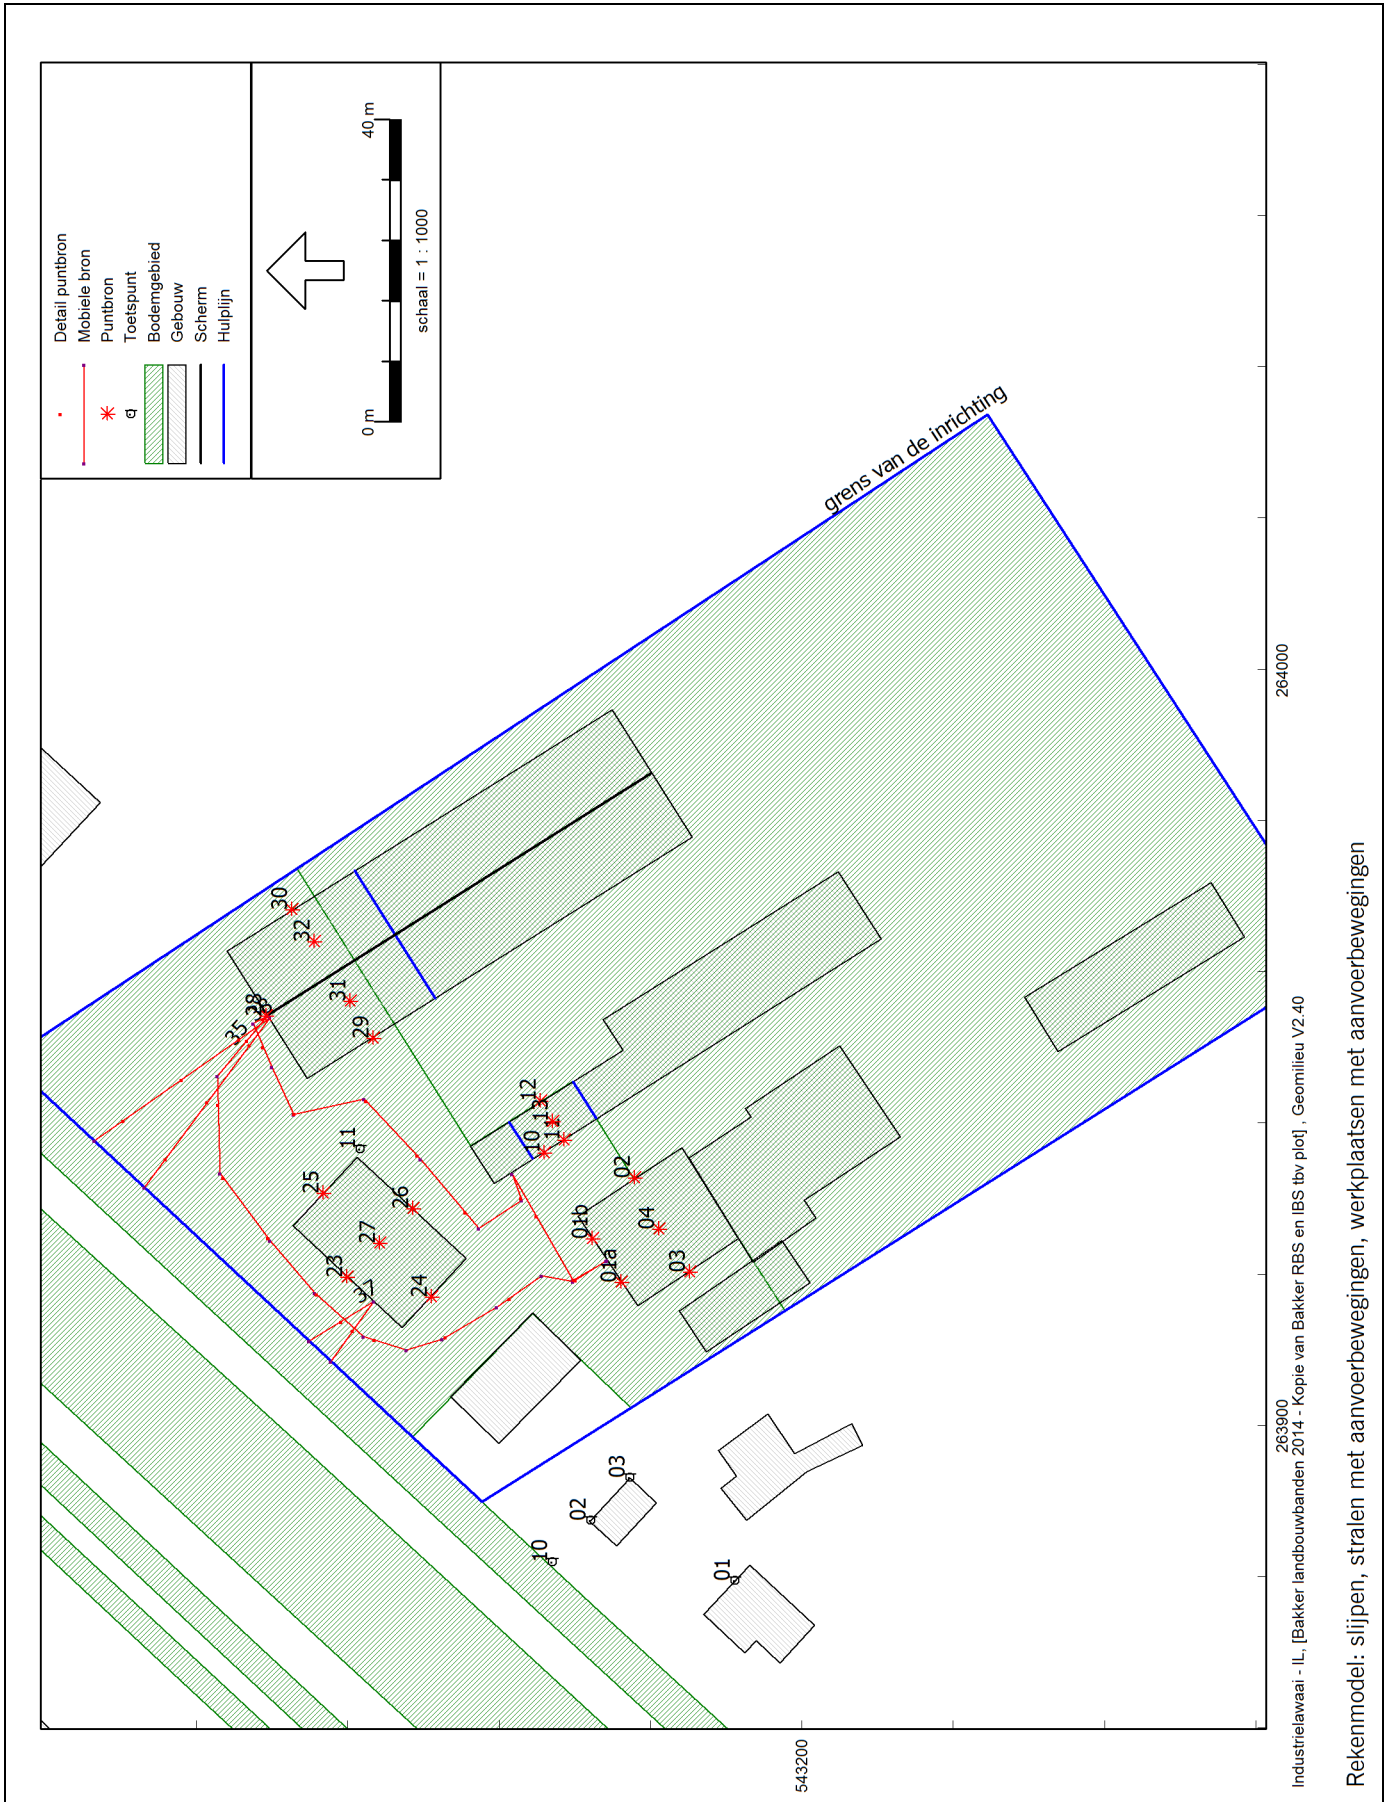 Detail puntbron
Mobiele bron
Puntbron
Toetspunt
Bodemgebied
Gebouw
Scherm
Hulplijn
0 m
40 m
schaal = 1 : 1000
grens van de inrichting
30
32
38
35
31
29
12
13
11
10
02
01b
04
01a
03
11
25
26
27
23
37
24
03
02
10
01
264000
263900
543200
Industrielawaai - IL, [Bakker landbouwbanden 2014 - Kopie van Bakker RBS en IBS tbv plot] , Geomilieu V2.40
Rekenmodel: slijpen, stralen met aanvoerbewegingen, werkplaatsen met aanvoerbewegingen